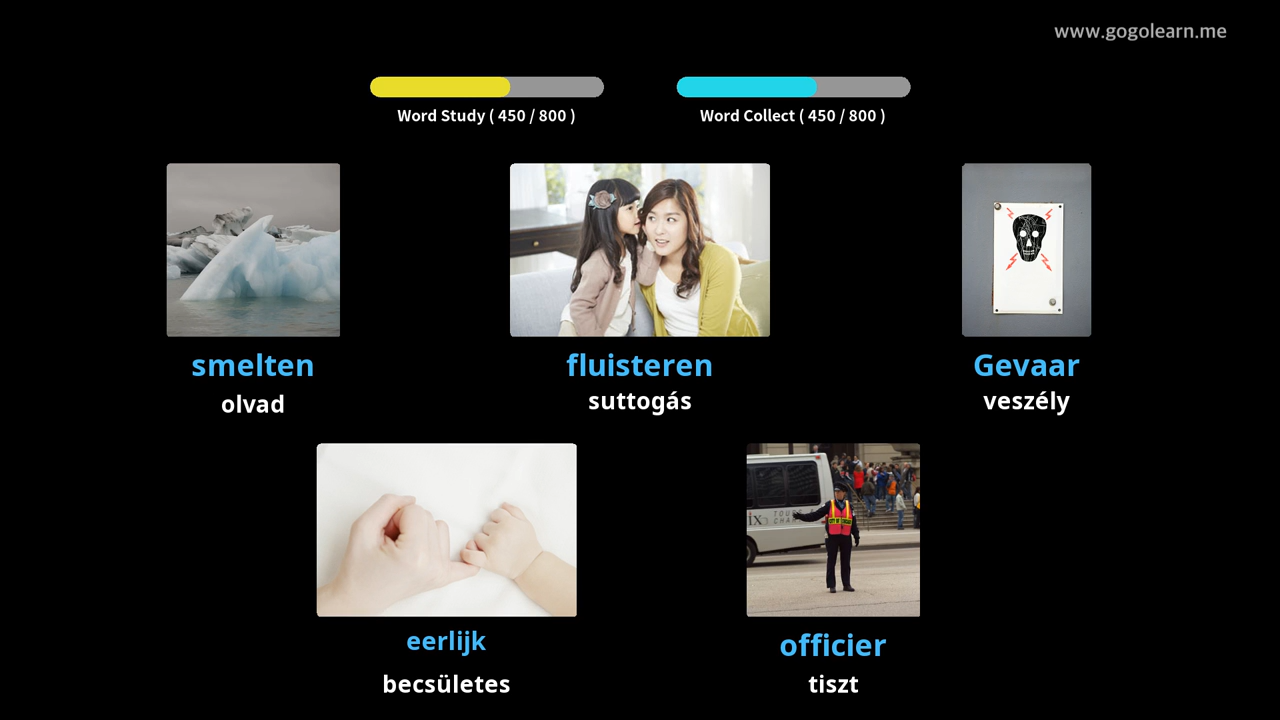 www.gogolearn.me
Word Study ( 450 / 800 )
Word Collect ( 450 / 800 )
smelten
olvad
fluisteren
suttogás
Gevaar
veszély
eerlijk
becsületes
officier
tiszt